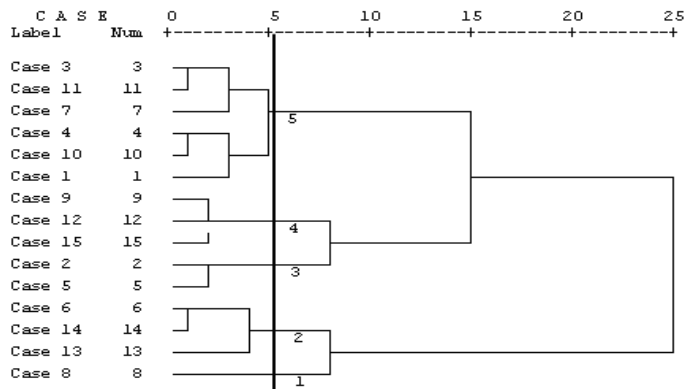 C A S E 0 5 10 15 20 25
Label Num +---------+---------+---------+---------+---------+
Case 3 3
Case 11 11
Case 7 7
5
Case 4 4
Case 10 10
Case 1 1
Case 9 9
Case 12 12
4
Case 15 15
Case 2 2
3
Case 5 5
Case 6 6
Case 14 14
2
Case 13 13
Case 8 8
1